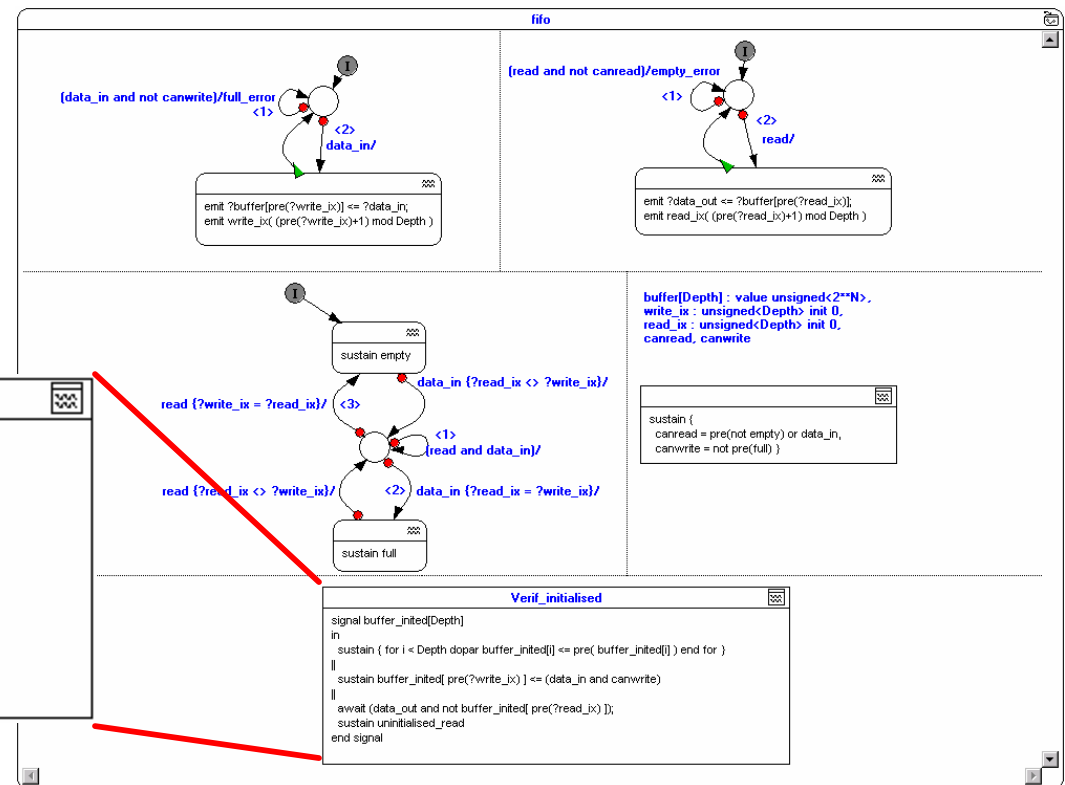 fifo
I
(data_in and not canwrite)/full_error
<1>
<2>
data_in/
emit ?buffer[pre(?write_ix)] <= ?data_in;
emit write_ix( (pre(?write_ix)+1) mod Depth )
I
(read and not canread)/empty_error
<1>
<2>
read/
emit ?data_out <= ?buffer[pre(?read_ix)];
emit read_ix( (pre(?read_ix)+1) mod Depth )
I
sustain empty
data_in {?read_ix <> ?write_ix}/
read {?write_ix = ?read_ix}/
<3>
<1>
(read and data_in)/
read {?read_ix <> ?write_ix}/
<2>
data_in {?read_ix = ?write_ix}/
sustain full
buffer[Depth] : value unsigned<2**N>,
write_ix : unsigned<Depth> init 0,
read_ix : unsigned<Depth> init 0,
canread, canwrite
sustain {
canread = pre(not empty) or data_in,
canwrite = not pre(full) }
Verif_initialised
signal buffer_inited[Depth]
in
sustain { for i < Depth dopar buffer_inited[i] <= pre( buffer_inited[i] ) end for }
||
sustain buffer_inited[ pre(?write_ix) ] <= (data_in and canwrite)
||
await (data_out and not buffer_inited[ pre(?read_ix) ]);
sustain uninitialised_read
end signal